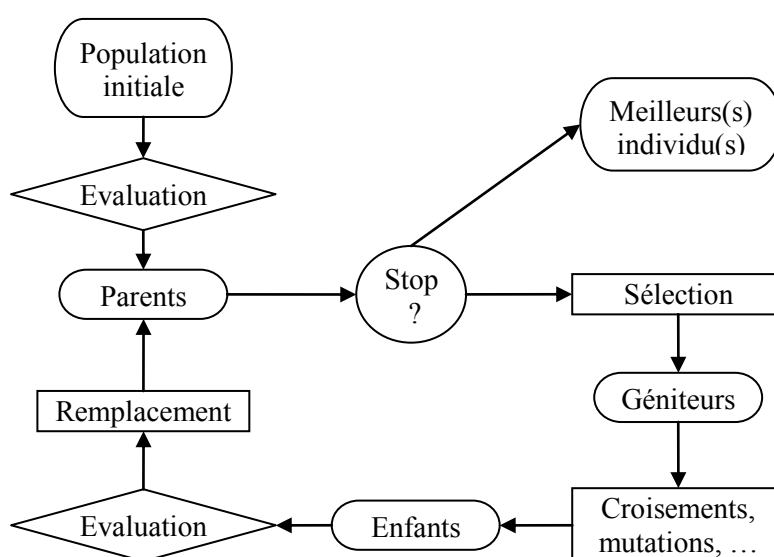 Population
initiale
Meilleurs(s)
individu(s)
Evaluation
Parents
Stop
?
Sélection
Remplacement
Géniteurs
Evaluation
Enfants
Croisements,
mutations, …